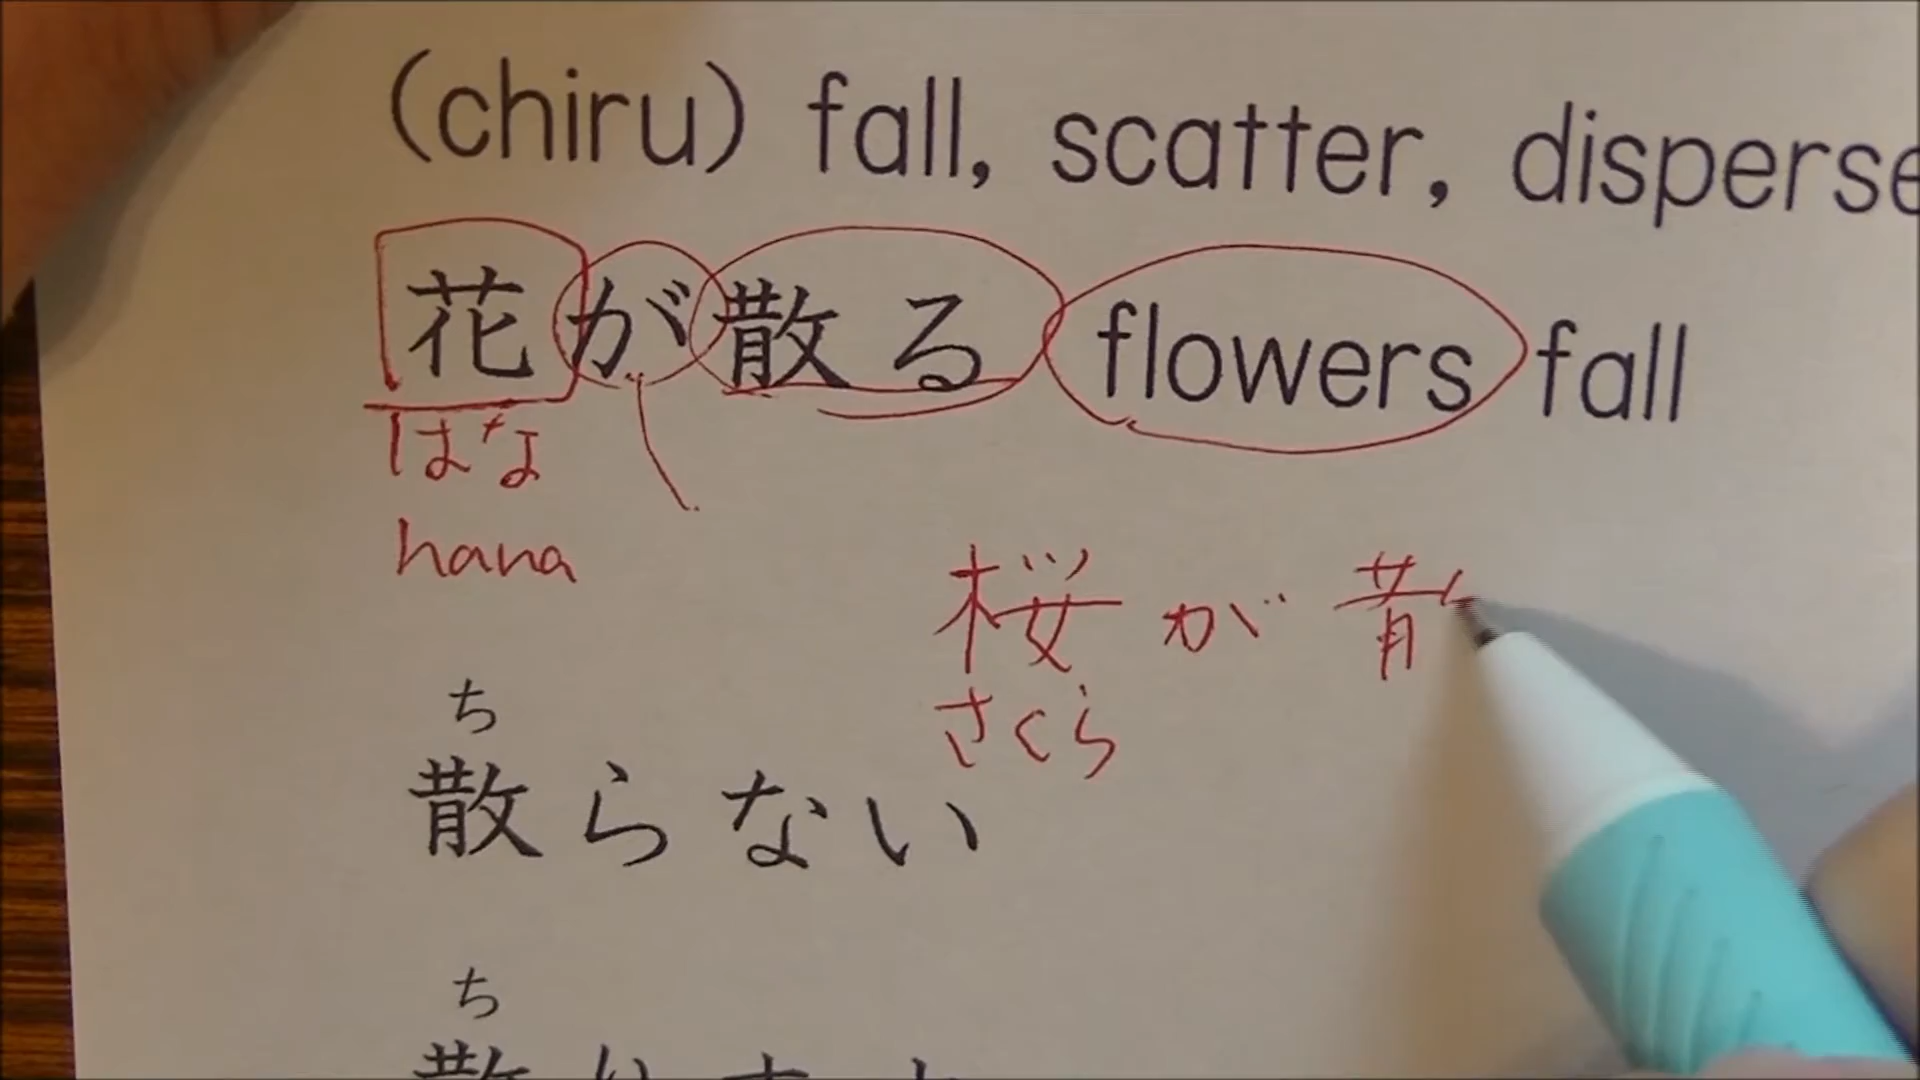 (chiru) fall, scatter, disperse
花が散る flowers fall
はな
hana
桜が
さくら
ち
散らない
ち